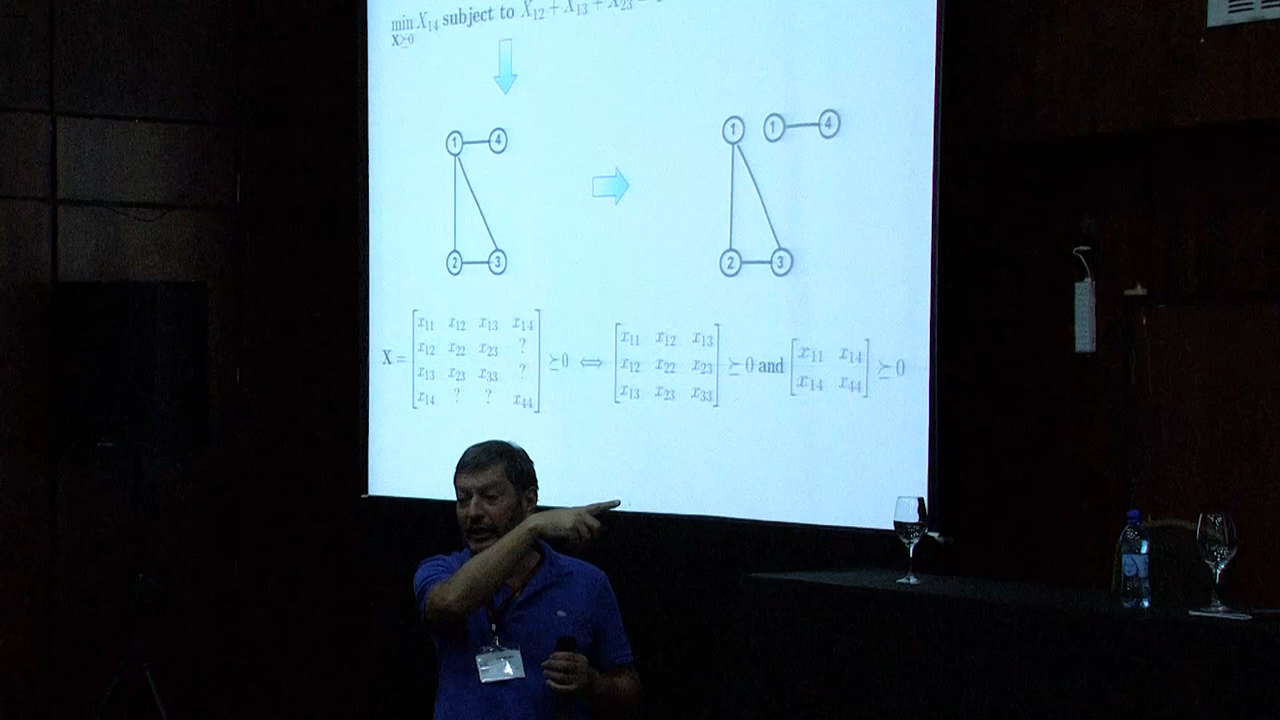 min X₁₄ subject to X₁₂ + X₁₃ + X₂₃
X⪰0
1 4
2 3
1 1 4
2 3
X = [x₁₁ x₁₂ x₁₃ x₁₄
x₁₂ x₂₂ x₂₃ ?
x₁₃ x₂₃ x₃₃ ?
x₁₄ ? ? x₄₄] ⪰0 ⟺
[x₁₁ x₁₂ x₁₃
x₁₂ x₂₂ x₂₃
x₁₃ x₂₃ x₃₃] ⪰0 and
[x₁₁ x₁₄
x₁₄ x₄₄] ⪰0